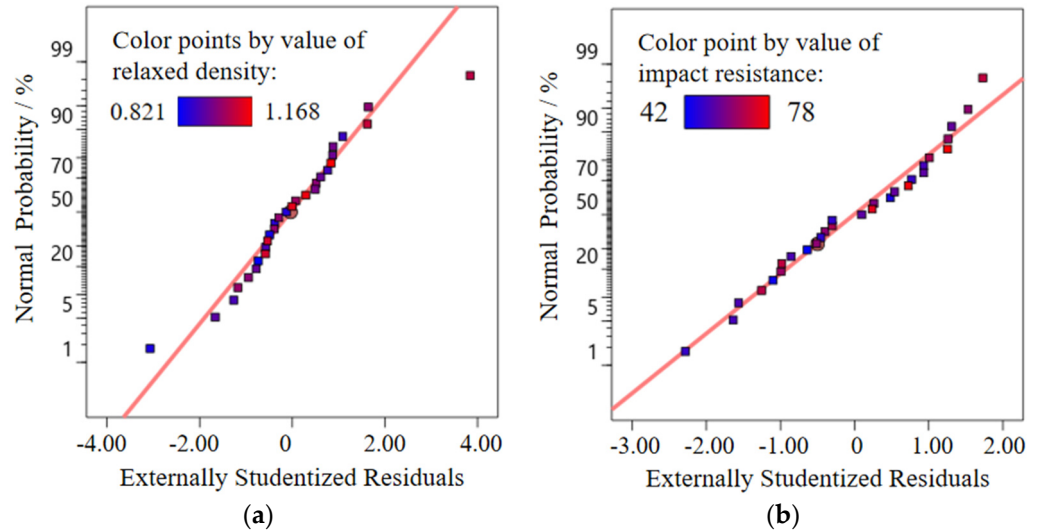 Color points by value of
relaxed density:
0.821 1.168
Normal Probability / %
99
90
70
50
20
5
1
-4.00 -2.00 0 2.00 4.00
Externally Studentized Residuals
(a)
Color point by value of
impact resistance:
42 78
Normal Probability / %
99
90
70
50
20
5
1
-3.00 -2.00 -1.00 0 1.00 2.00
Externally Studentized Residuals
(b)